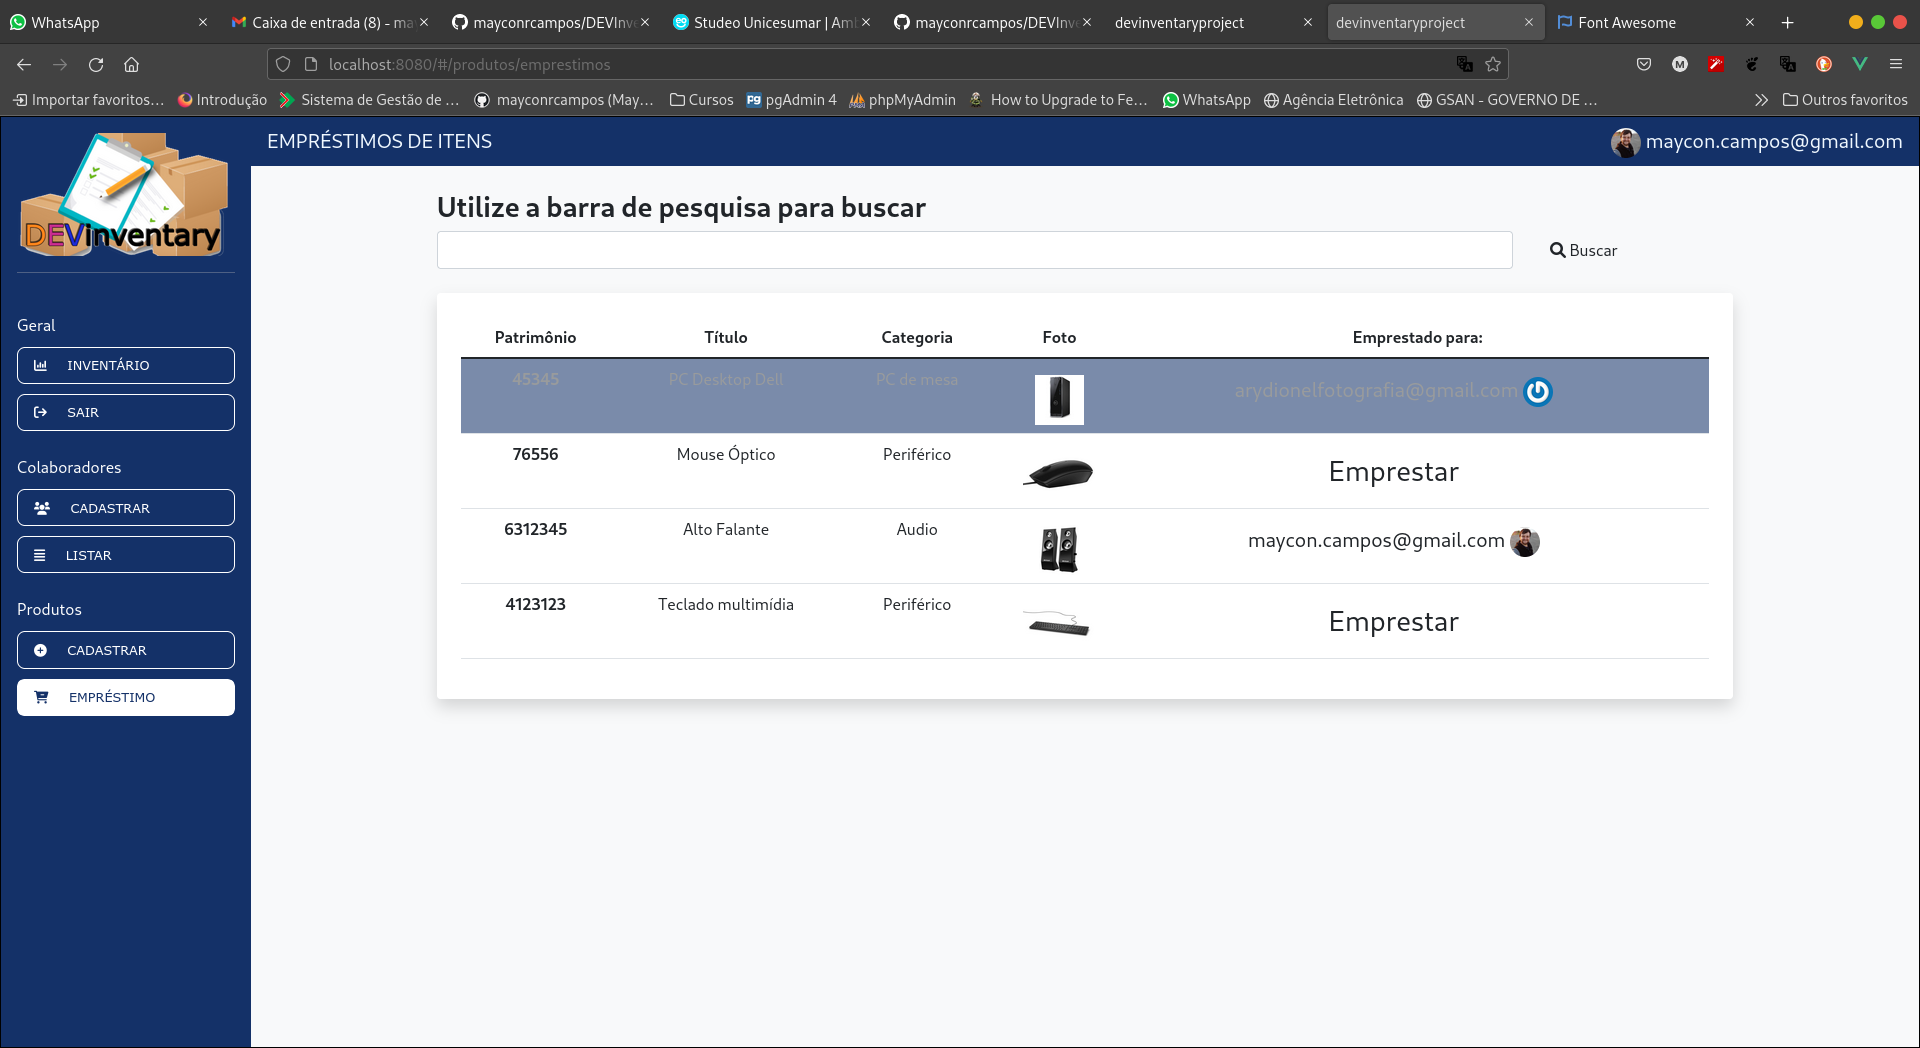 WhatsApp
Caixa de entrada (8) - ma
mayconrcampos/DEVInve
Studeo Unicesumar | Aml
mayconrcampos/DEVInve
devinventaryproject
devinventaryproject
Font Awesome
localhost:8080/#/produtos/emprestimos
Importar favoritos...
Introdução
Sistema de Gestão de ...
mayconrcampos (May...
Cursos
pgAdmin 4
phpMyAdmin
How to Upgrade to Fe...
WhatsApp
Agência Eletrônica
GSAN - GOVERNO DE ...
Outros favoritos
DEVinventary
EMPRÉSTIMOS DE ITENS
maycon.campos@gmail.com
Geral
INVENTÁRIO
SAIR
Colaboradores
CADASTRAR
LISTAR
Produtos
CADASTRAR
EMPRÉSTIMO
Utilize a barra de pesquisa para buscar
Buscar
Patrimônio Título Categoria Foto Emprestado para:
45345 PC Desktop Dell PC de mesa arydionelfotografia@gmail.com
76556 Mouse Óptico Periférico Emprestar
6312345 Alto Falante Audio maycon.campos@gmail.com
4123123 Teclado multimídia Periférico Emprestar